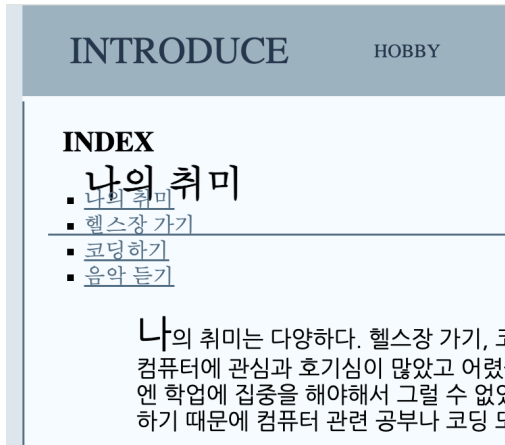 INTRODUCE HOBBY
INDEX
나의 취미
나의 취미
헬스장 가기
코딩하기
음악 듣기
나의 취미는 다양하다. 헬스장 가기,
컴퓨터에 관심과 호기심이 많았고
엔 학업에 집중을 해야해서 그럴 수
하기 때문에 컴퓨터 관련 공부나 코딩